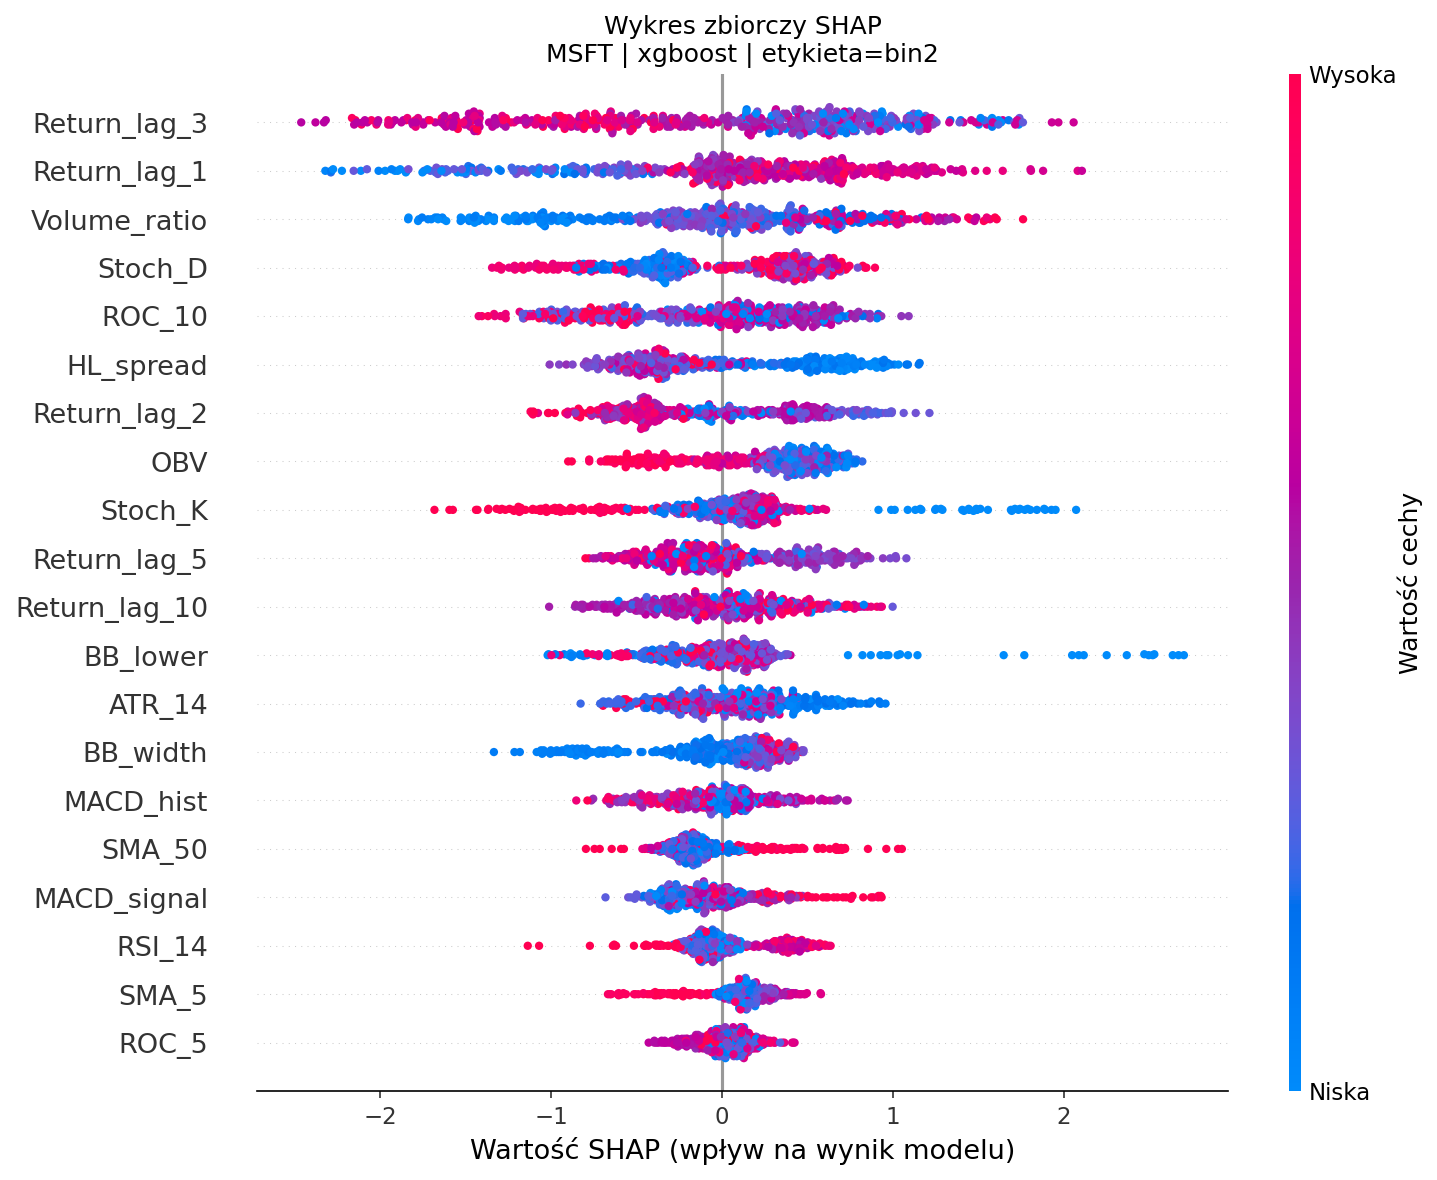 Wykres zbiorczy SHAP
MSFT | xgboost | etykieta=bin2
Wysoka
Return_lag_3
Return_lag_1
Volume_ratio
Stoch_D
ROC_10
HL_spread
Return_lag_2
OBV
Stoch_K
Return_lag_5
Return_lag_10
BB_lower
ATR_14
BB_width
MACD_hist
SMA_50
MACD_signal
RSI_14
SMA_5
ROC_5
Wartość cechy
Niska
−2
−1
0
1
2
Wartość SHAP (wpływ na wynik modelu)